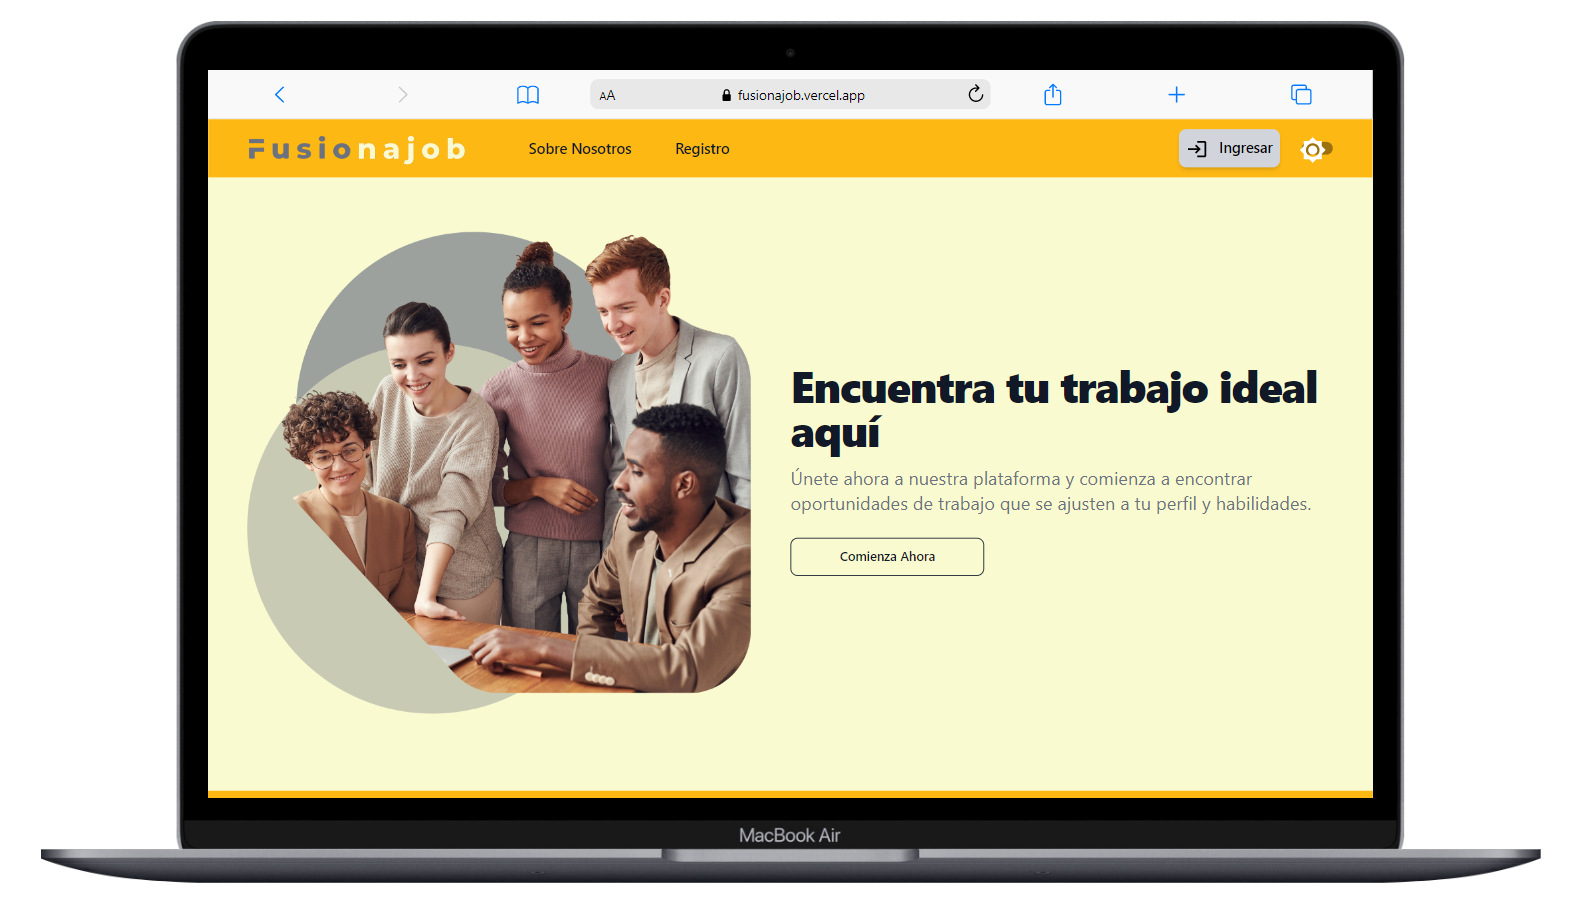 AA fusionajob.vercel.app
Fusionajob Sobre Nosotros Registro Ingresar
Encuentra tu trabajo ideal
aquí
Únete ahora a nuestra plataforma y comienza a encontrar
oportunidades de trabajo que se ajusten a tu perfil y habilidades.
Comienza Ahora
MacBook Air